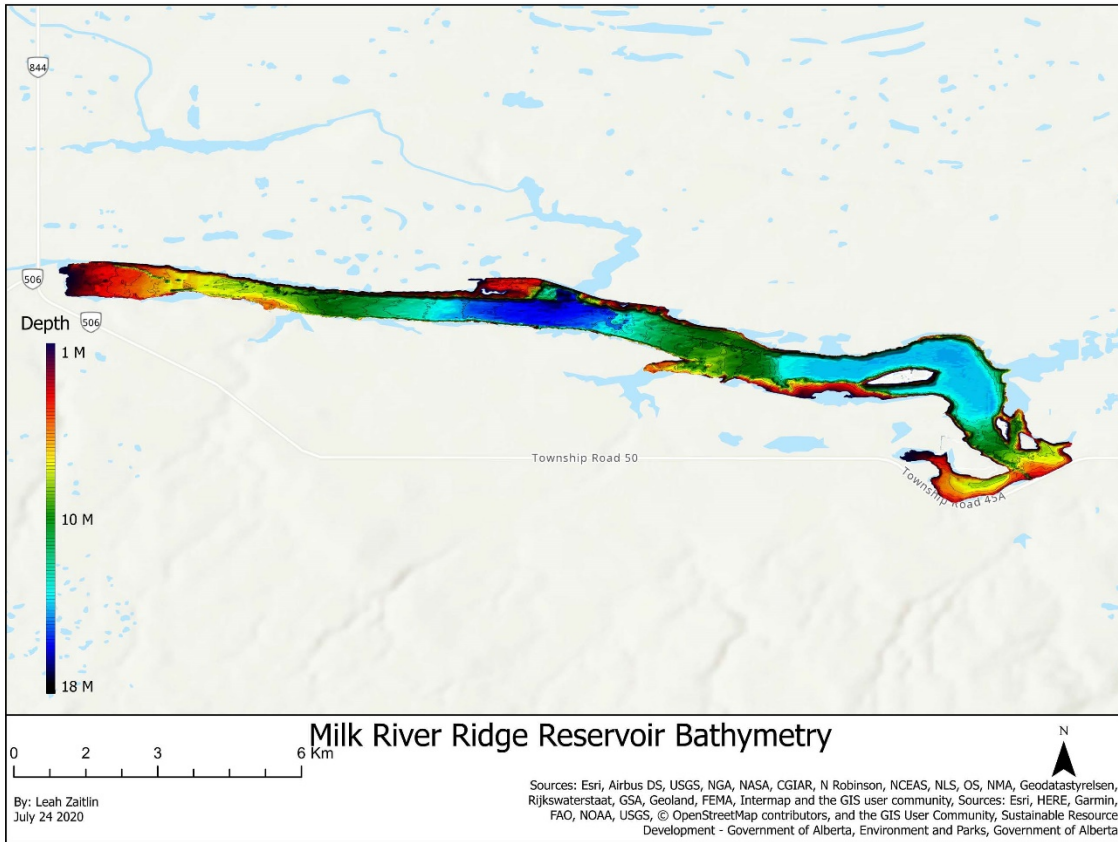 844
506
506
Depth
1 M
10 M
18 M
Township Road 50
Township Road 45A
Milk River Ridge Reservoir Bathymetry
0 2 3 6 Km
N
By: Leah Zaitlin
July 24 2020
Sources: Esri, Airbus DS, USGS, NGA, NASA, CGIAR, N Robinson, NCEAS, NLS, OS, NMA, Geodatastyrelsen,
Rijkswaterstaat, GSA, Geoland, FEMA, Intermap and the GIS user community, Sources: Esri, HERE, Garmin,
FAO, NOAA, USGS, © OpenStreetMap contributors, and the GIS User Community, Sustainable Resource
Development - Government of Alberta, Environment and Parks, Government of Alberta